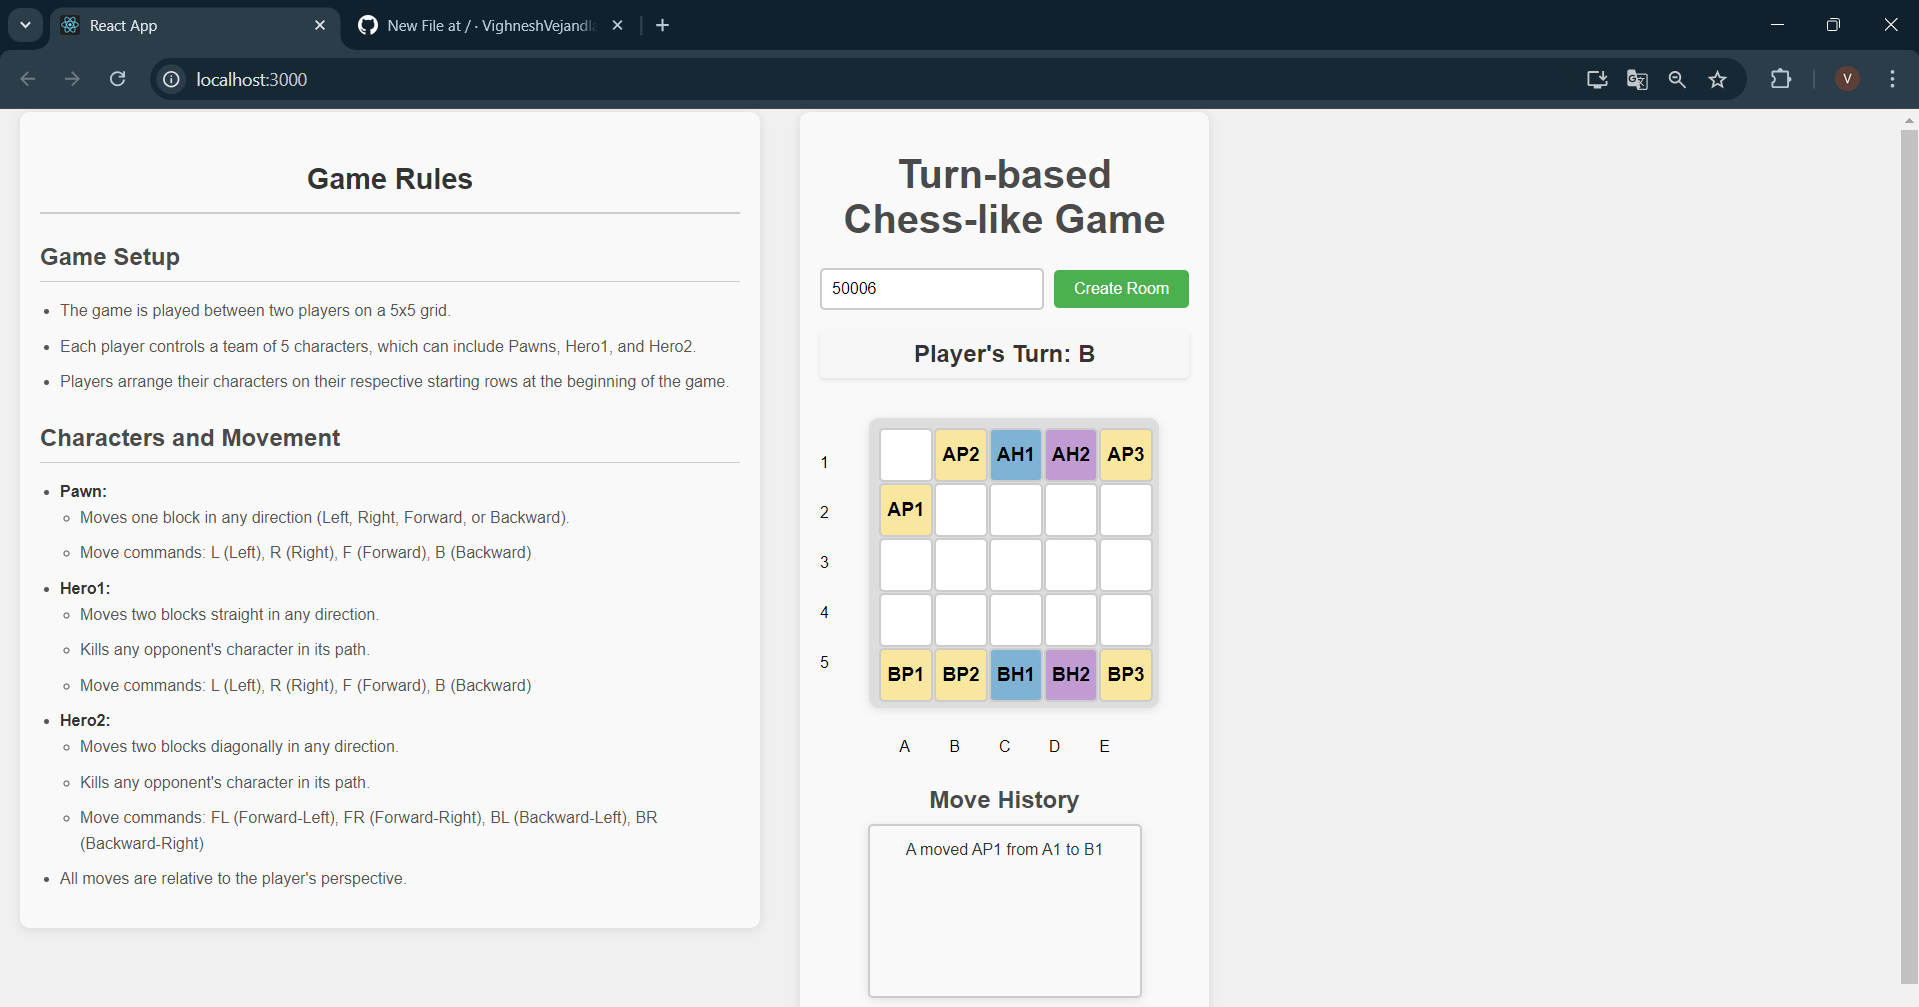 React App
New File at / · VighneshVejandla
localhost:3000
V
Game Rules
Game Setup
The game is played between two players on a 5x5 grid.
Each player controls a team of 5 characters, which can include Pawns, Hero1, and Hero2.
Players arrange their characters on their respective starting rows at the beginning of the game.
Characters and Movement
Pawn:
Moves one block in any direction (Left, Right, Forward, or Backward).
Move commands: L (Left), R (Right), F (Forward), B (Backward)
Hero1:
Moves two blocks straight in any direction.
Kills any opponent's character in its path.
Move commands: L (Left), R (Right), F (Forward), B (Backward)
Hero2:
Moves two blocks diagonally in any direction.
Kills any opponent's character in its path.
Move commands: FL (Forward-Left), FR (Forward-Right), BL (Backward-Left), BR
(Backward-Right)
All moves are relative to the player's perspective.
Turn-based
Chess-like Game
50006 Create Room
Player's Turn: B
1 AP2 AH1 AH2 AP3
2 AP1
3
4
5 BP1 BP2 BH1 BH2 BP3
A B C D E
Move History
A moved AP1 from A1 to B1